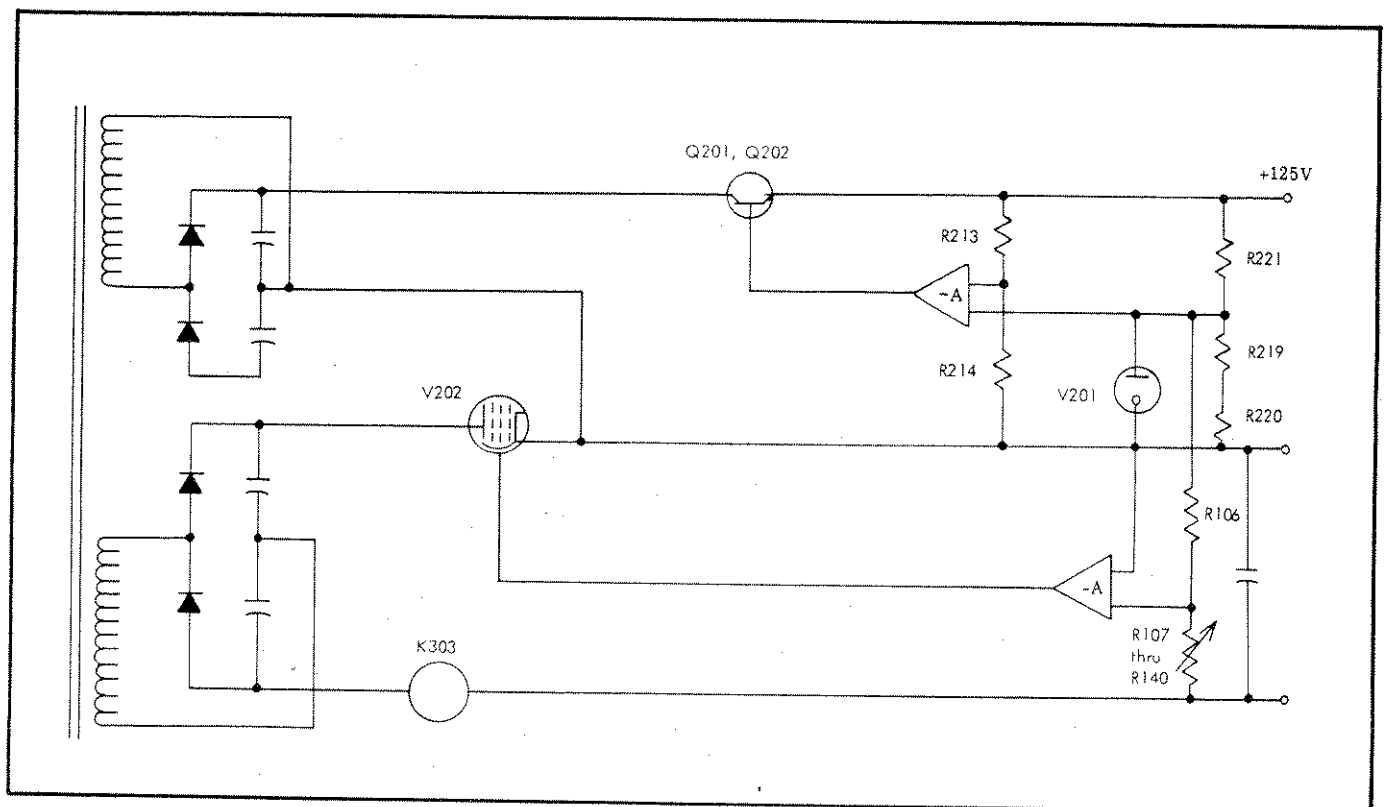 Q201, Q202
+125V
R213
R221
-A
R219
R214
V201
V202
R220
R106
-A
R107
thru
R140
K303